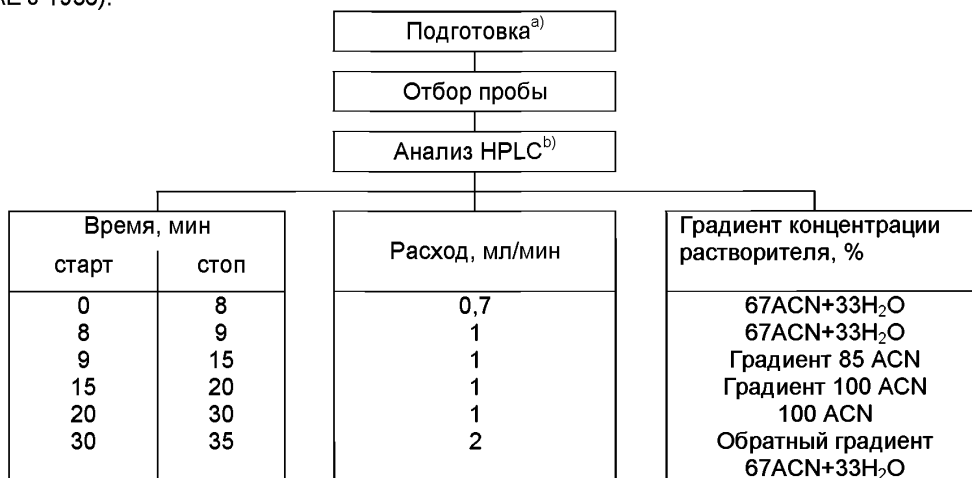 Подготовка a)
Отбор пробы
Анализ HPLC b)
Время, мин
старт стоп
0 8
8 9
9 15
15 20
20 30
30 35
Расход, мл/мин
0,7
1
1
1
1
2
Градиент концентрации
растворителя, %
67ACN+33H₂O
67ACN+33H₂O
Градиент 85 ACN
Градиент 100 ACN
100 ACN
Обратный градиент
67ACN+33H₂O